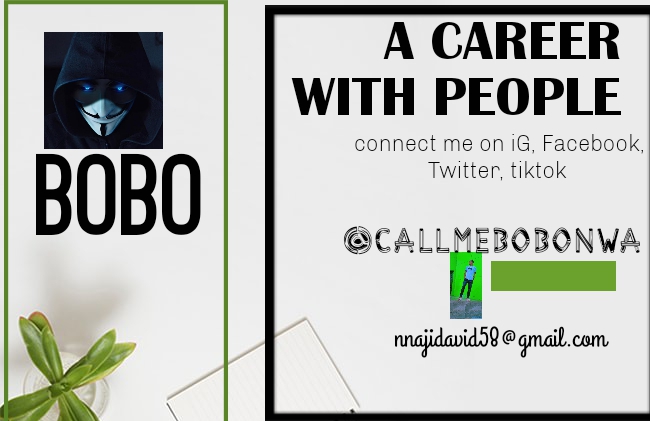 BOBO
A CAREER
WITH PEOPLE
connect me on iG, Facebook,
Twitter, tiktok
@CALLMEBOBONWA
nnajidavid58@gmail.com